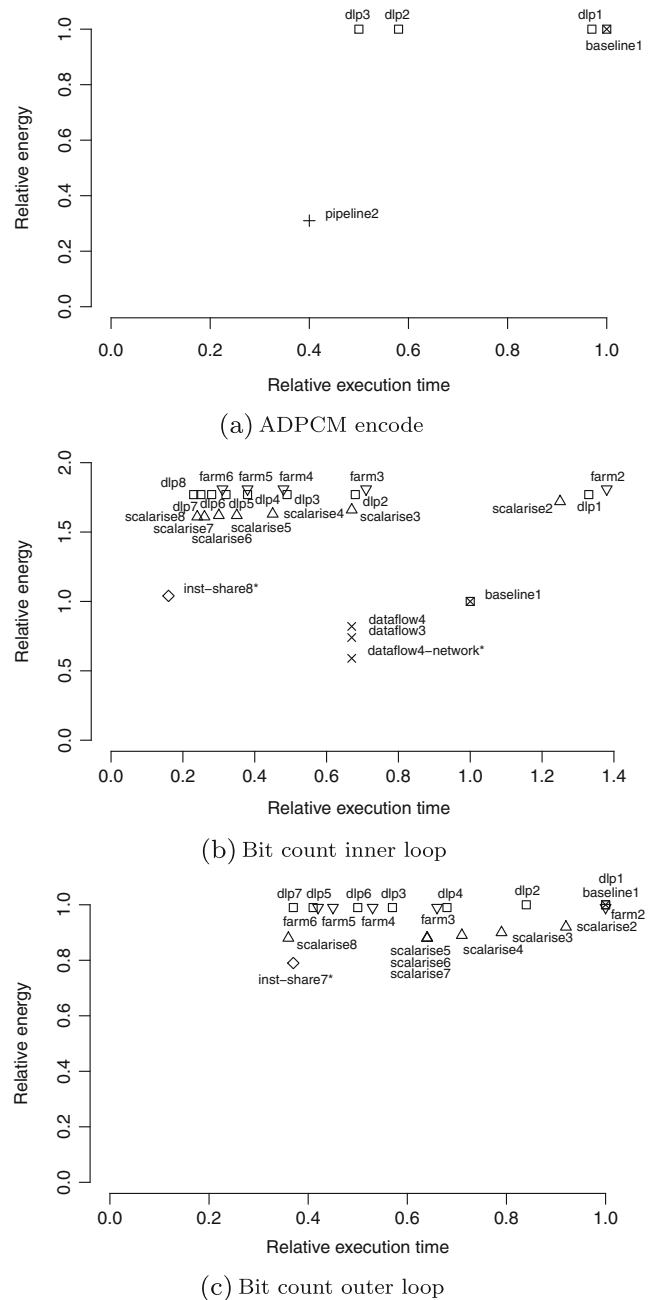 dlp3 dlp2 dlp1
baseline1
pipeline2
Relative energy
0.0 0.2 0.4 0.6 0.8 1.0
0.0 0.2 0.4 0.6 0.8 1.0
Relative execution time
(a) ADPCM encode
dlp8 farm6 farm5 farm4 farm3 farm2
dlp7 dlp6 dlp5 dlp4 dlp3 dlp2 dlp1
scalarise8 scalarise7 scalarise6 scalarise5 scalarise4 scalarise3 scalarise2
inst−share8*
baseline1
dataflow4
dataflow3
dataflow4−network*
Relative energy
0.0 0.5 1.0 1.5 2.0
0.0 0.2 0.4 0.6 0.8 1.0 1.2 1.4
Relative execution time
(b) Bit count inner loop
dlp1
dlp7 dlp5 dlp6 dlp3 dlp4 dlp2 baseline1
farm6 farm5 farm4 farm3 farm2
scalarise8 scalarise5 scalarise4 scalarise3 scalarise2
scalarise6
scalarise7
inst−share7*
Relative energy
0.0 0.2 0.4 0.6 0.8 1.0
0.0 0.2 0.4 0.6 0.8 1.0
Relative execution time
(c) Bit count outer loop